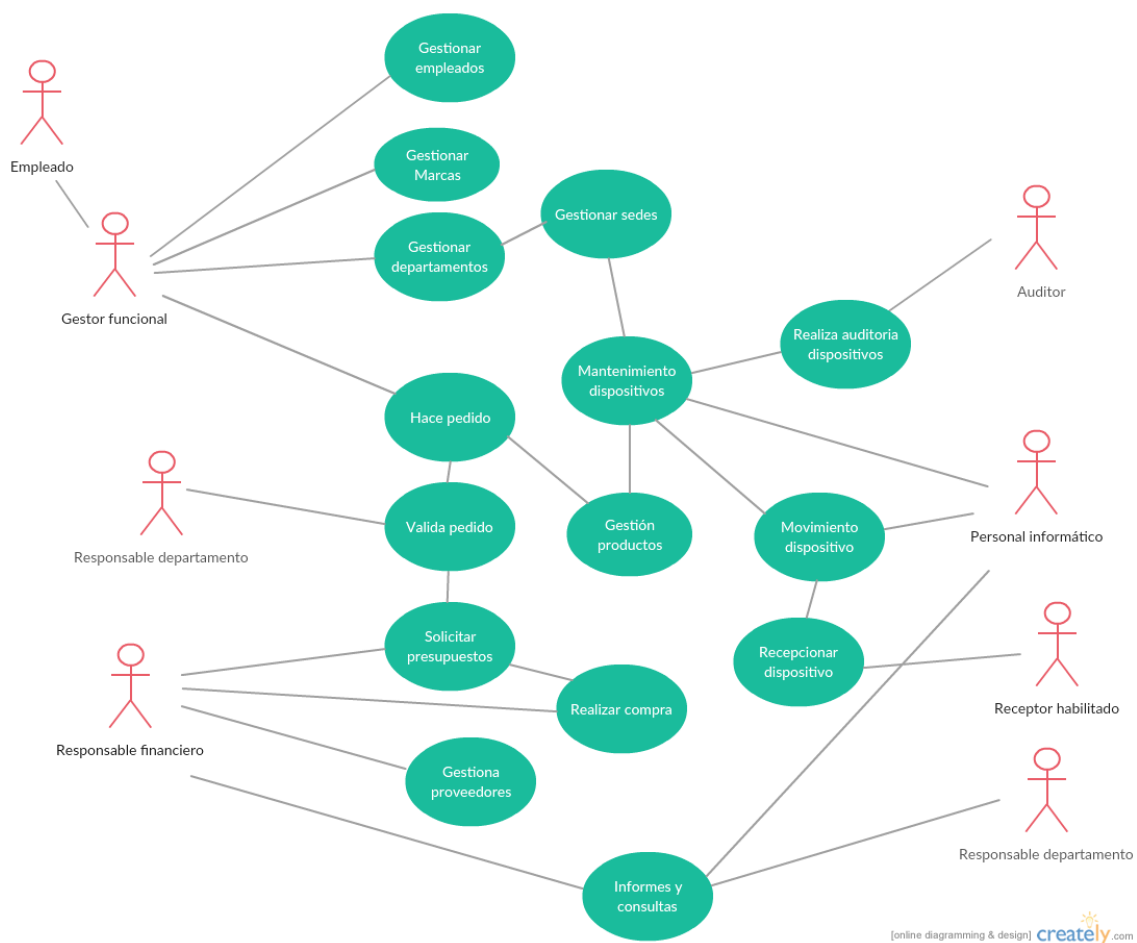 Gestionar
empleados
Empleado
Gestionar
Marcas
Gestionar sedes
Gestionar
departamentos
Auditor
Gestor funcional
Realiza auditoria
dispositivos
Mantenimiento
dispositivos
Hace pedido
Valida pedido
Gestión
productos
Movimiento
dispositivo
Personal informático
Responsable departamento
Solicitar
presupuestos
Recepcionar
dispositivo
Realizar compra
Receptor habilitado
Responsable financiero
Gestiona
proveedores
Responsable departamento
Informes y
consultas
[online diagramming & design] creately.com